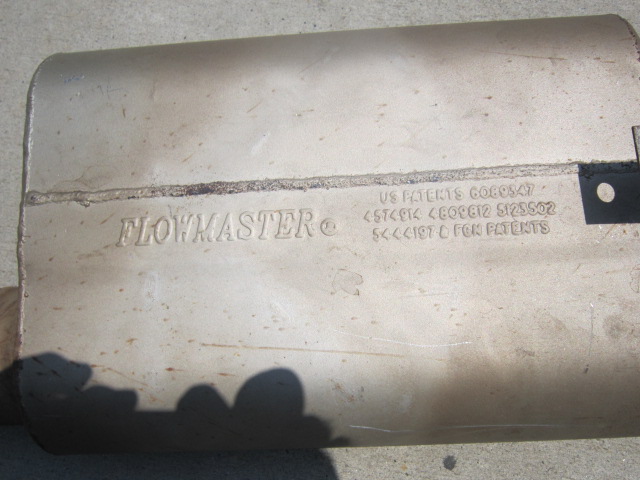 FLOWMASTER®
US PATENTS 6089347
4574914 4809812 5123502
5444197 & FGN PATENTS